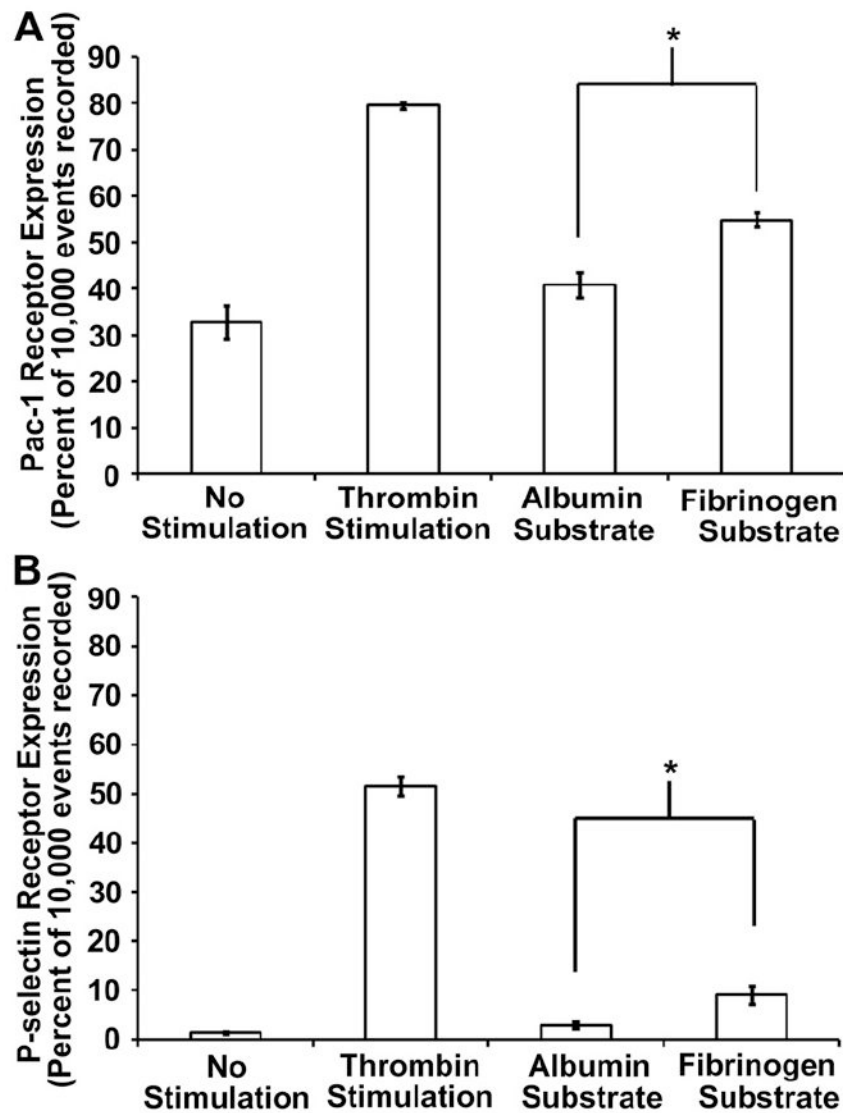 A
*
Pac-1 Receptor Expression
(Percent of 10,000 events recorded)
90
80
70
60
50
40
30
20
10
0
No
Stimulation
Thrombin
Stimulation
Albumin
Substrate
Fibrinogen
Substrate
B
*
P-selectin Receptor Expression
(Percent of 10,000 events recorded)
90
80
70
60
50
40
30
20
10
0
No
Stimulation
Thrombin
Stimulation
Albumin
Substrate
Fibrinogen
Substrate